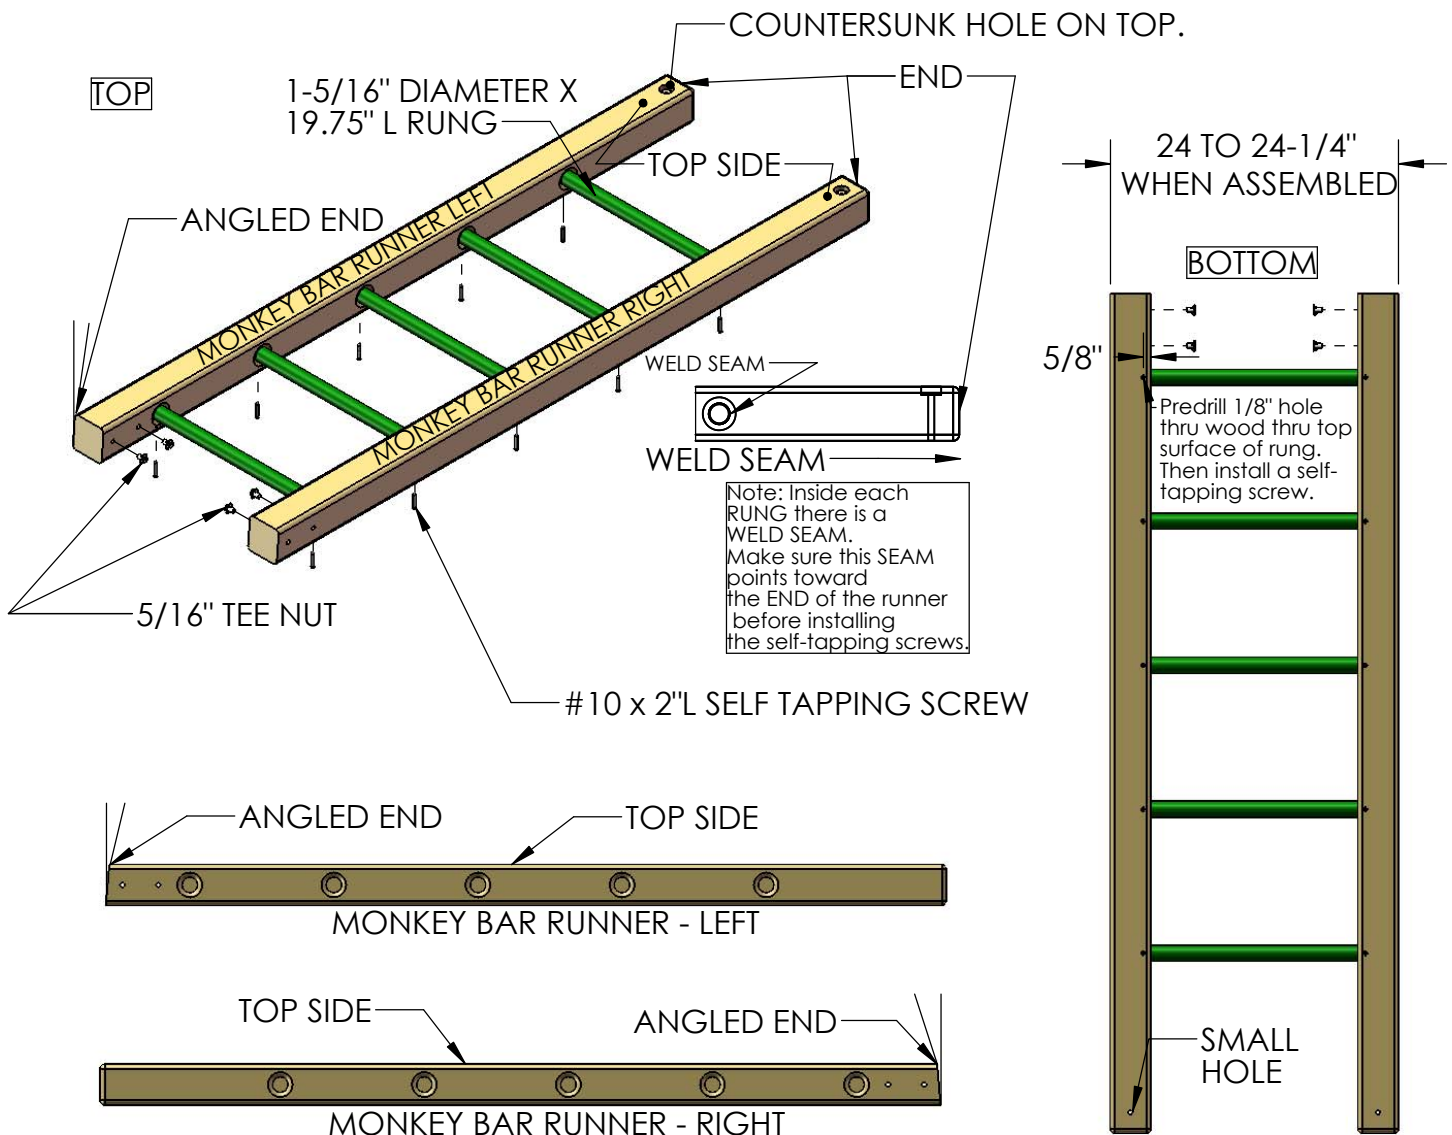 COUNTERSUNK HOLE ON TOP.
TOP
1-5/16" DIAMETER X
19.75" L RUNG
END
TOP SIDE
ANGLED END
MONKEY BAR RUNNER LEFT
MONKEY BAR RUNNER RIGHT
5/16" TEE NUT
#10 x 2"L SELF TAPPING SCREW
WELD SEAM
WELD SEAM
Note: Inside each
RUNG there is a
WELD SEAM.
Make sure this SEAM
points toward
the END of the runner
before installing
the self-tapping screws.
24 TO 24-1/4"
WHEN ASSEMBLED
BOTTOM
5/8"
Predrill 1/8" hole
thru wood thru top
surface of rung.
Then install a self-
tapping screw.
SMALL
HOLE
ANGLED END
TOP SIDE
MONKEY BAR RUNNER - LEFT
TOP SIDE
ANGLED END
MONKEY BAR RUNNER - RIGHT